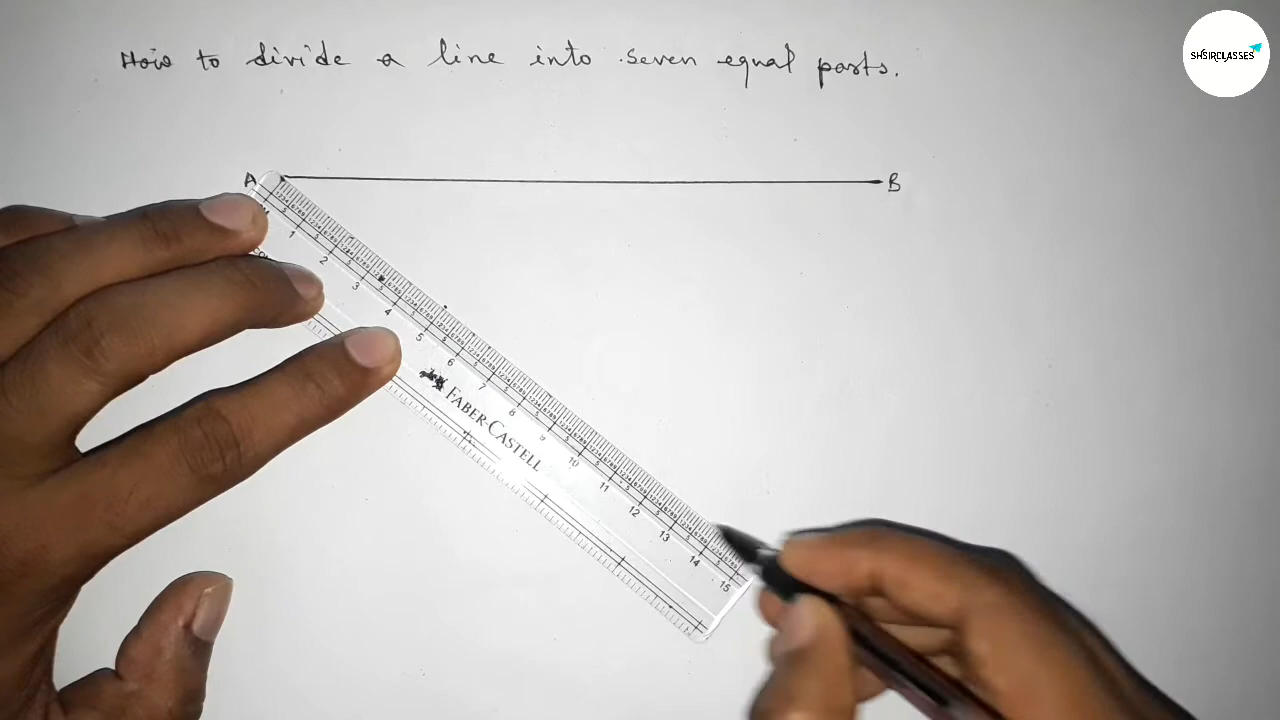 How to divide a line into seven equal parts.
SHSIRCLASSES
A B
1 2 3 4 5 6 7 8 9 10 11 12 13 14 15
FABER-CASTELL